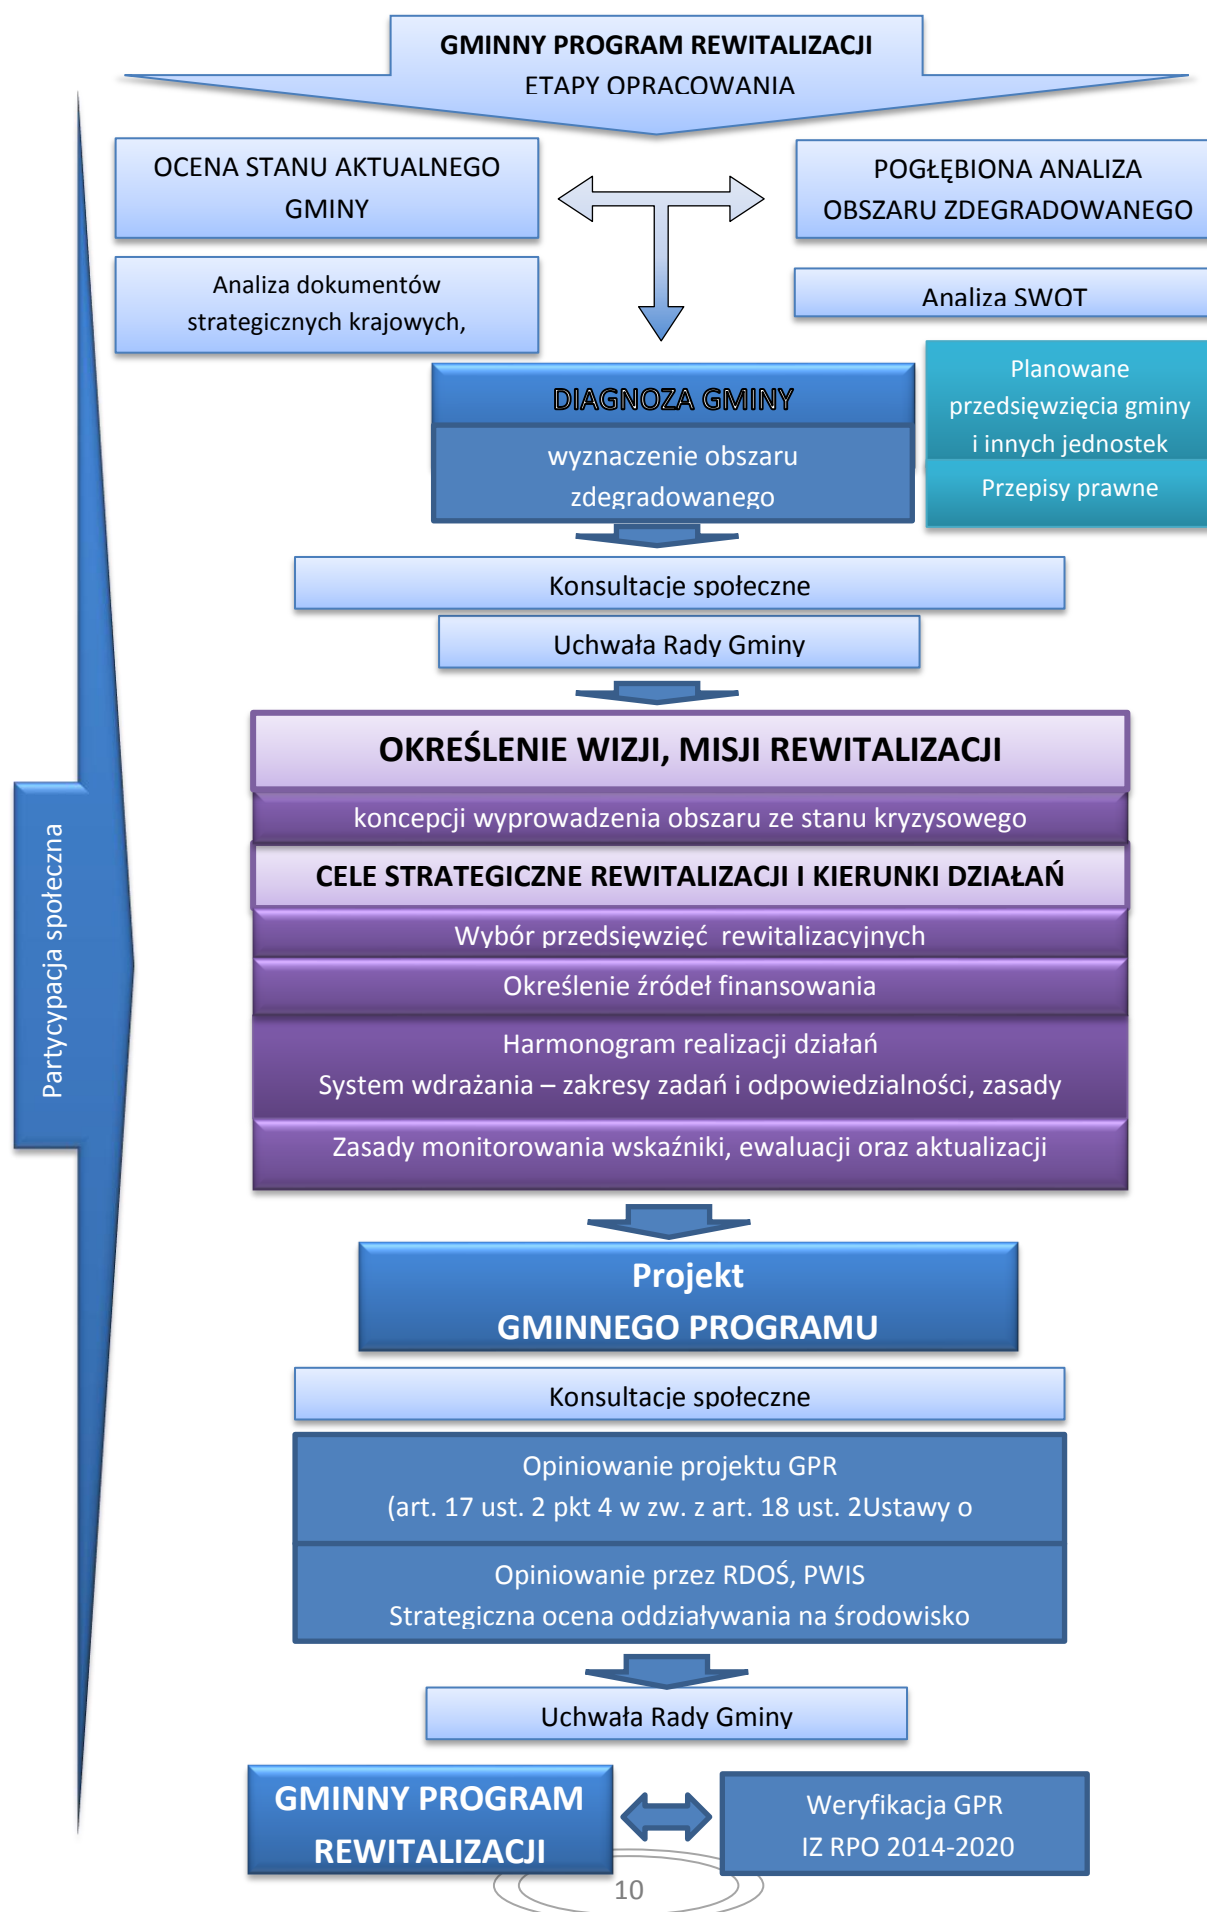 GMINNY PROGRAM REWITALIZACJI
ETAPY OPRACOWANIA
OCENA STANU AKTUALNEGO
GMINY
POGŁĘBIONA ANALIZA
OBSZARU ZDEGRADOWANEGO
Analiza dokumentów
strategicznych krajowych,
Analiza SWOT
DIAGNOZA GMINY
wyznaczenie obszaru
zdegradowanego
Planowane
przedsięwzięcia gminy
i innych jednostek
Przepisy prawne
Konsultacje społeczne
Uchwała Rady Gminy
Partycypacja społeczna
OKREŚLENIE WIZJI, MISJI REWITALIZACJI
koncepcji wyprowadzenia obszaru ze stanu kryzysowego
CELE STRATEGICZNE REWITALIZACJI I KIERUNKI DZIAŁAŃ
Wybór przedsięwzięć  rewitalizacyjnych
Określenie źródeł finansowania
Harmonogram realizacji działań
System wdrażania – zakresy zadań i odpowiedzialności, zasady
Zasady monitorowania wskaźniki, ewaluacji oraz aktualizacji
Projekt
GMINNEGO PROGRAMU
Konsultacje społeczne
Opiniowanie projektu GPR
(art. 17 ust. 2 pkt 4 w zw. z art. 18 ust. 2Ustawy o
Opiniowanie przez RDOŚ, PWIS
Strategiczna ocena oddziaływania na środowisko
Uchwała Rady Gminy
GMINNY PROGRAM
REWITALIZACJI
Weryfikacja GPR
IZ RPO 2014-2020
10